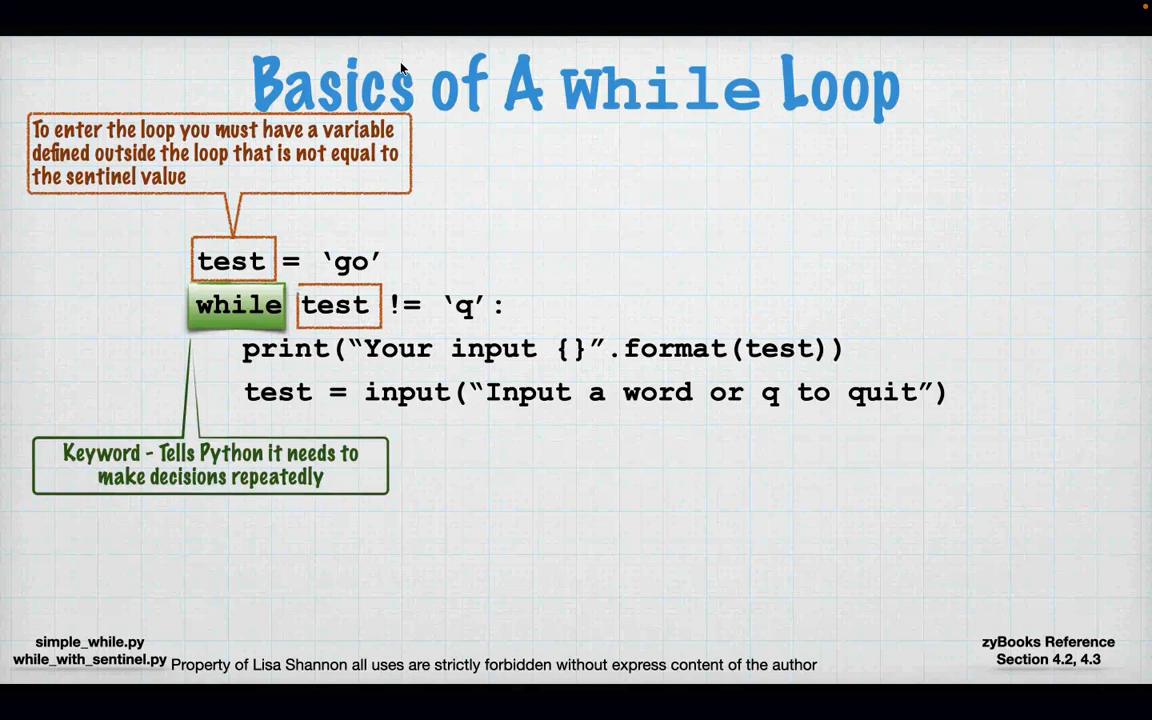 Basics of A While Loop
To enter the loop you must have a variable
defined outside the loop that is not equal to
the sentinel value
test = ‘go’
while test != ‘q’:
print(“Your input {}”.format(test))
test = input(“Input a word or q to quit”)
Keyword - Tells Python it needs to
make decisions repeatedly
simple_while.py
while_with_sentinel.py
Property of Lisa Shannon all uses are strictly forbidden without express content of the author
zyBooks Reference
Section 4.2, 4.3